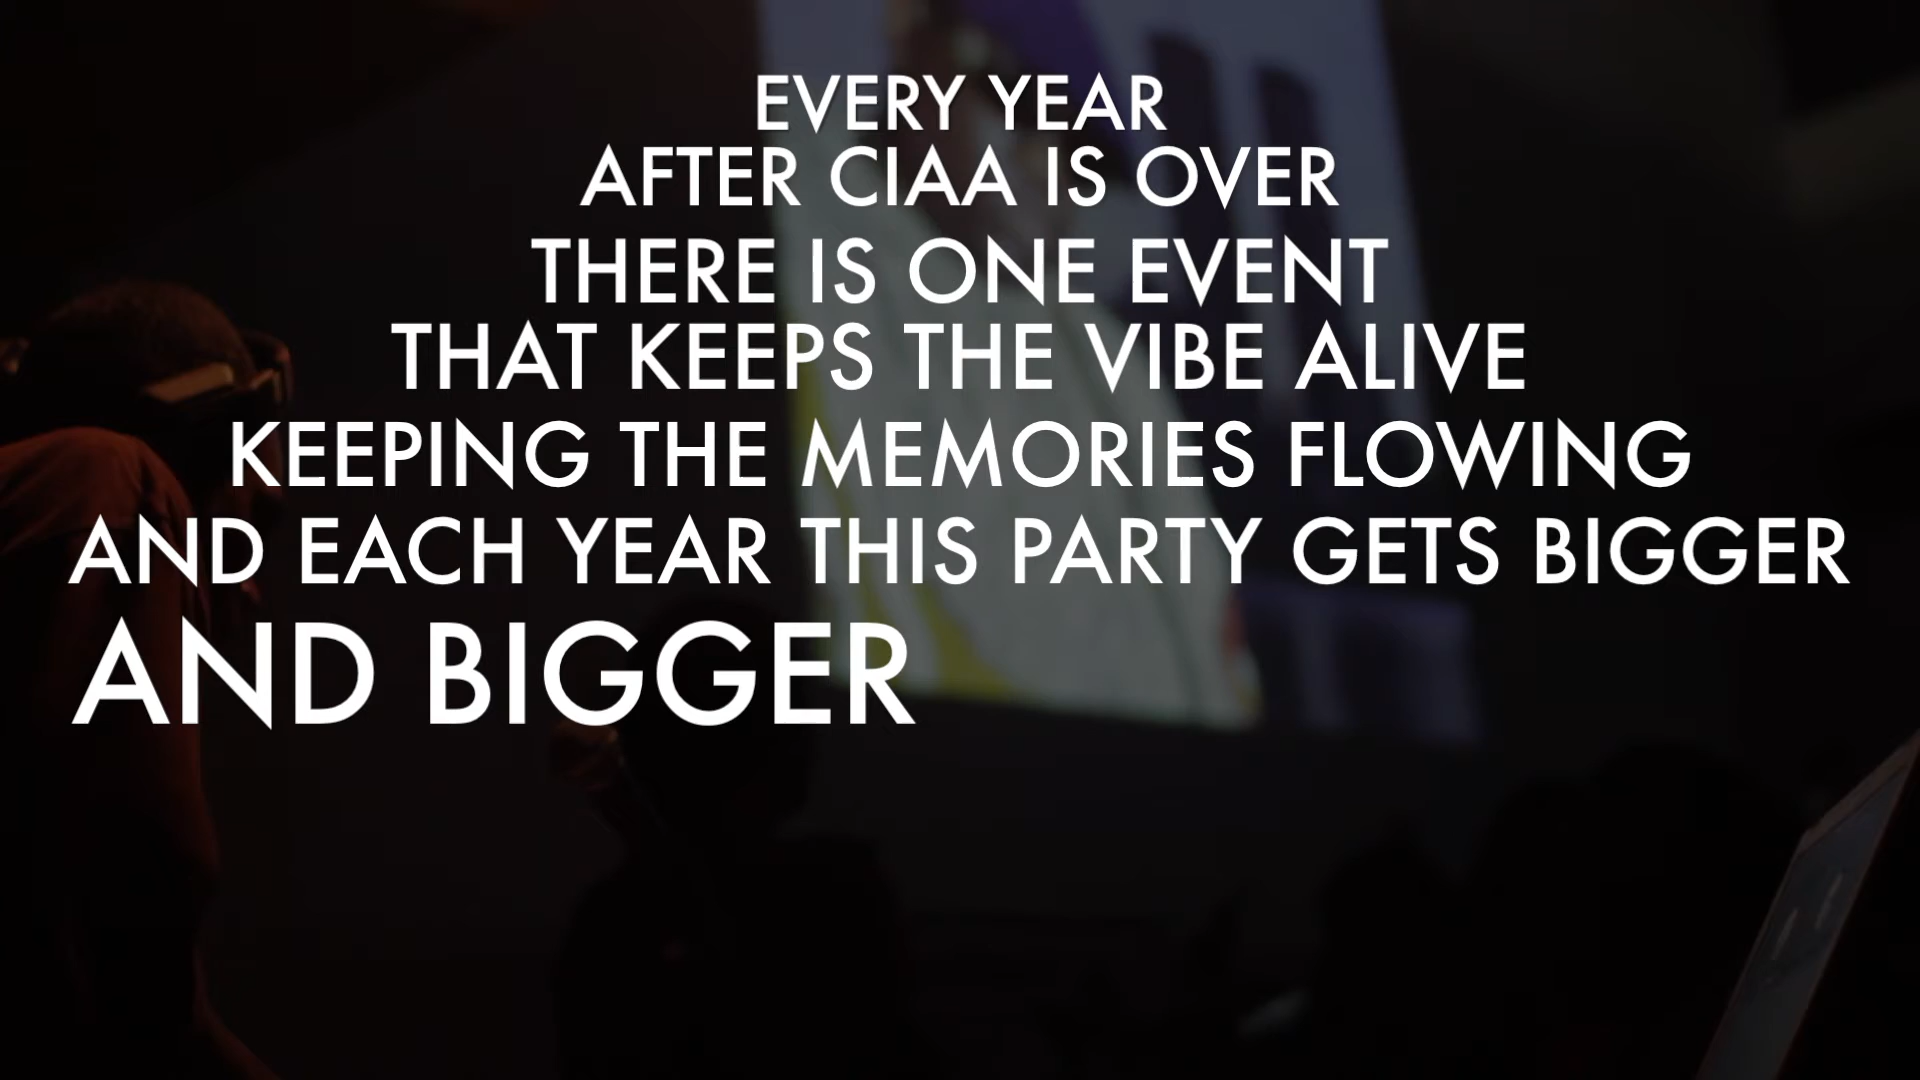 EVERY YEAR
AFTER CIAA IS OVER
THERE IS ONE EVENT
THAT KEEPS THE VIBE ALIVE
KEEPING THE MEMORIES FLOWING
AND EACH YEAR THIS PARTY GETS BIGGER
AND BIGGER